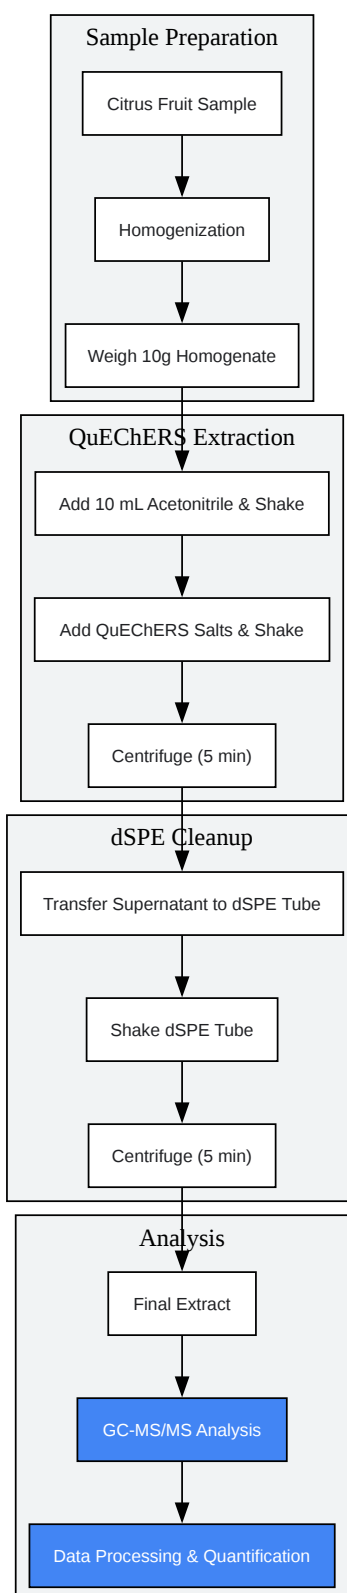 Sample Preparation
Citrus Fruit Sample
Homogenization
Weigh 10g Homogenate
QuEChERS Extraction
Add 10 mL Acetonitrile & Shake
Add QuEChERS Salts & Shake
Centrifuge (5 min)
dSPE Cleanup
Transfer Supernatant to dSPE Tube
Shake dSPE Tube
Centrifuge (5 min)
Analysis
Final Extract
GC-MS/MS Analysis
Data Processing & Quantification